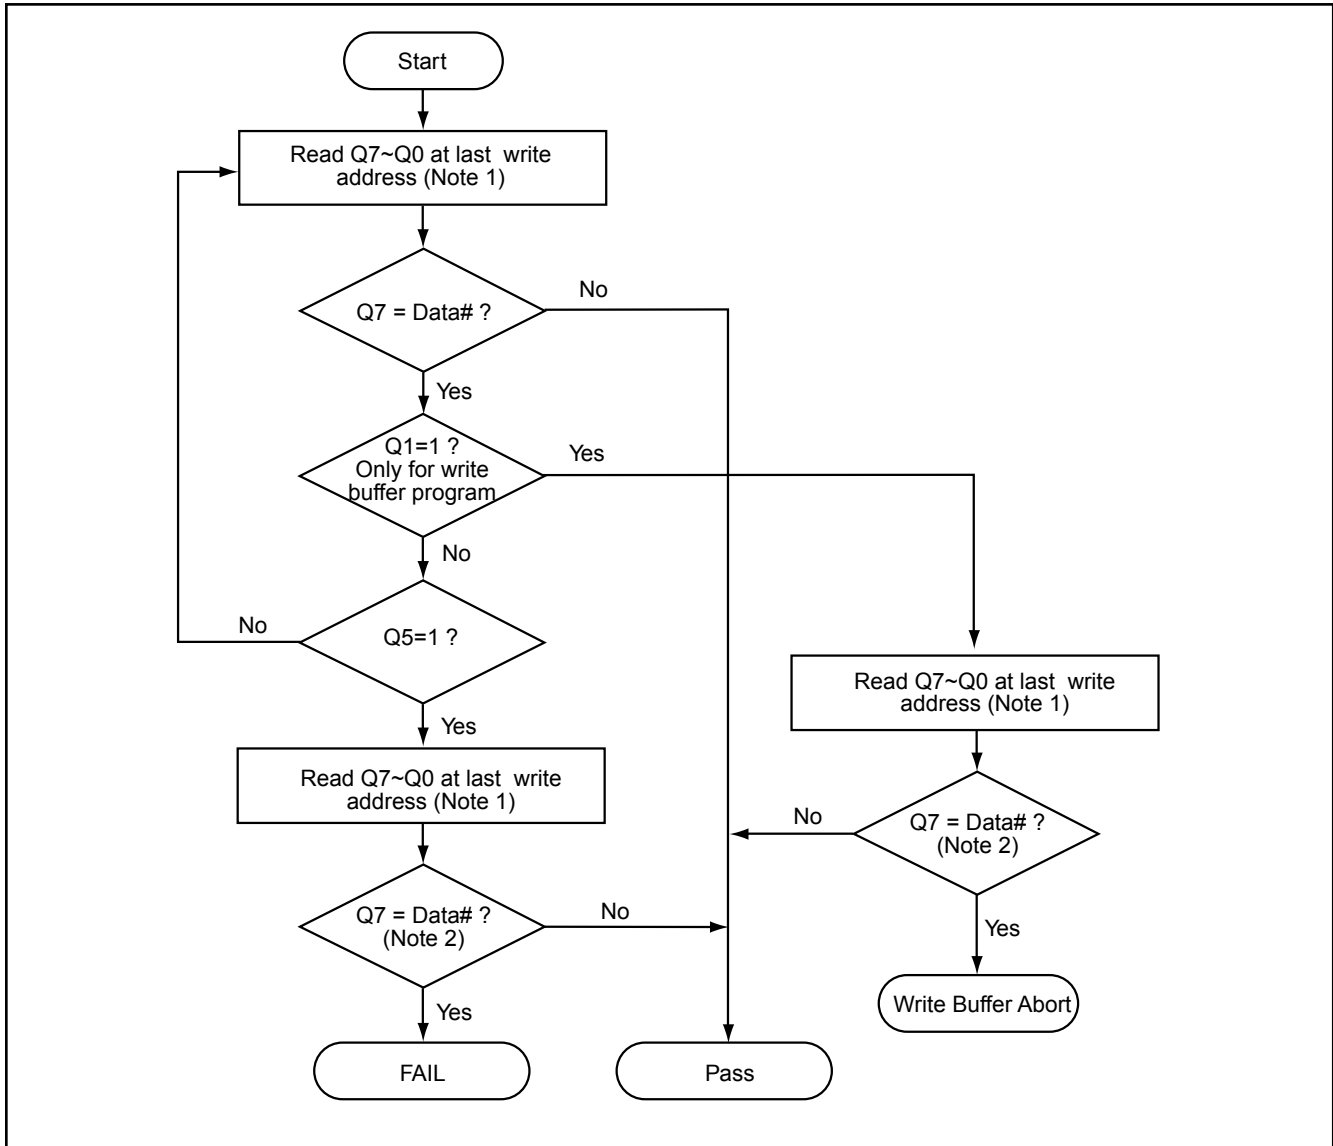 Start
Read Q7~Q0 at last write
address (Note 1)
Q7 = Data# ?
No
Yes
Q1=1 ?
Only for write
buffer program
Yes
No
Q5=1 ?
No
Yes
Read Q7~Q0 at last write
address (Note 1)
Q7 = Data# ?
(Note 2)
No
Yes
FAIL
Pass
Read Q7~Q0 at last write
address (Note 1)
Q7 = Data# ?
(Note 2)
No
Yes
Write Buffer Abort